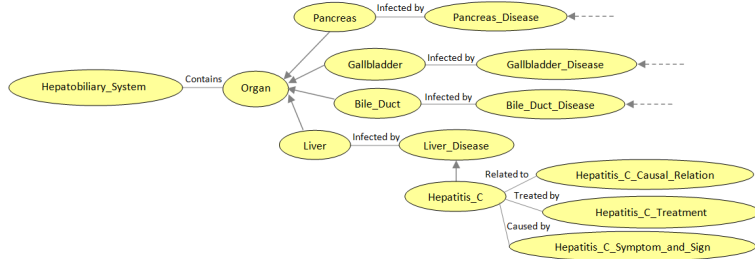 Pancreas
Infected by
Pancreas_Disease
Gallbladder
Infected by
Gallbladder_Disease
Hepatobiliary_System
Contains
Organ
Bile_Duct
Infected by
Bile_Duct_Disease
Liver
Infected by
Liver_Disease
Related to
Hepatitis_C_Causal_Relation
Hepatitis_C
Treated by
Hepatitis_C_Treatment
Caused by
Hepatitis_C_Symptom_and_Sign